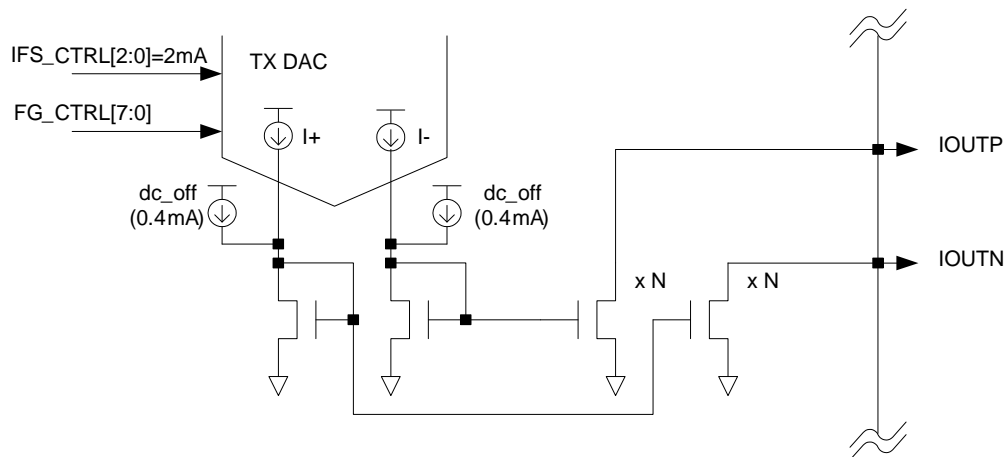 IFS_CTRL[2:0]=2mA
TX DAC
FG_CTRL[7:0]
I+
I-
IOUTP
dc_off
(0.4mA)
dc_off
(0.4mA)
IOUTN
x N
x N